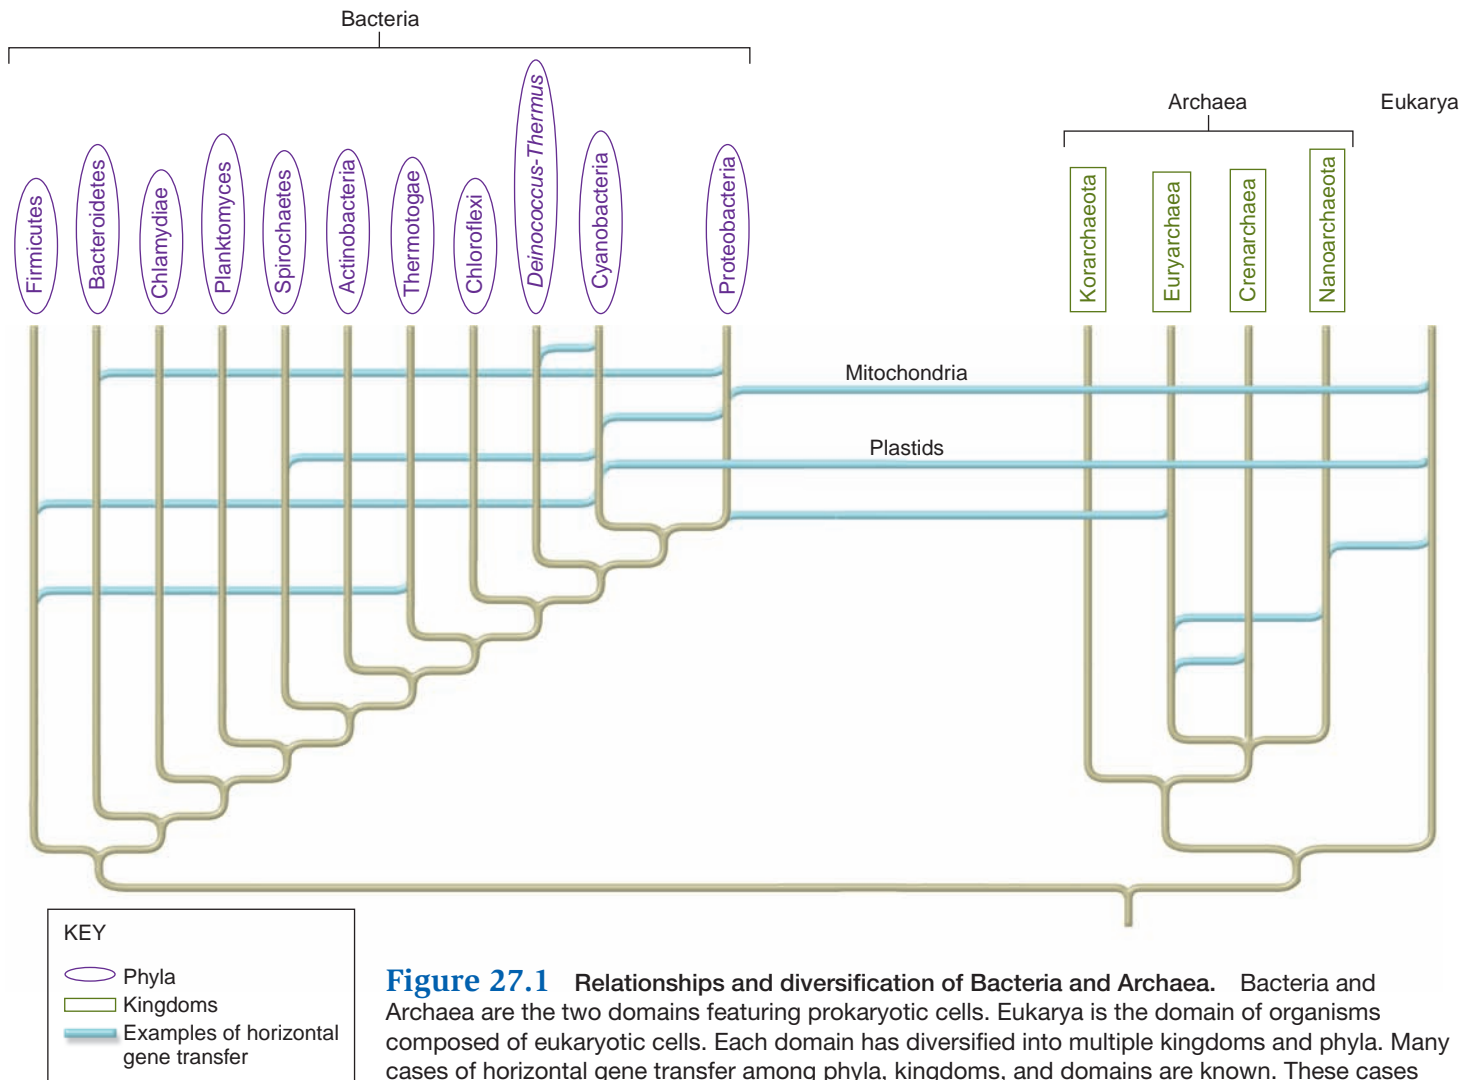 Bacteria
Archaea
Eukarya
Firmicutes
Bacteroidetes
Chlamydiae
Planktomyces
Spirochaetes
Actinobacteria
Thermotogae
Chloroflexi
Deinococcus-Thermus
Cyanobacteria
Proteobacteria
Korarchaeota
Euryarchaea
Crenarchaea
Nanoarchaeota
Mitochondria
Plastids
KEY
Phyla
Kingdoms
Examples of horizontal
gene transfer
Figure 27.1 Relationships and diversification of Bacteria and Archaea. Bacteria and
Archaea are the two domains featuring prokaryotic cells. Eukarya is the domain of organisms
composed of eukaryotic cells. Each domain has diversified into multiple kingdoms and phyla. Many
cases of horizontal gene transfer among phyla, kingdoms, and domains are known. These cases